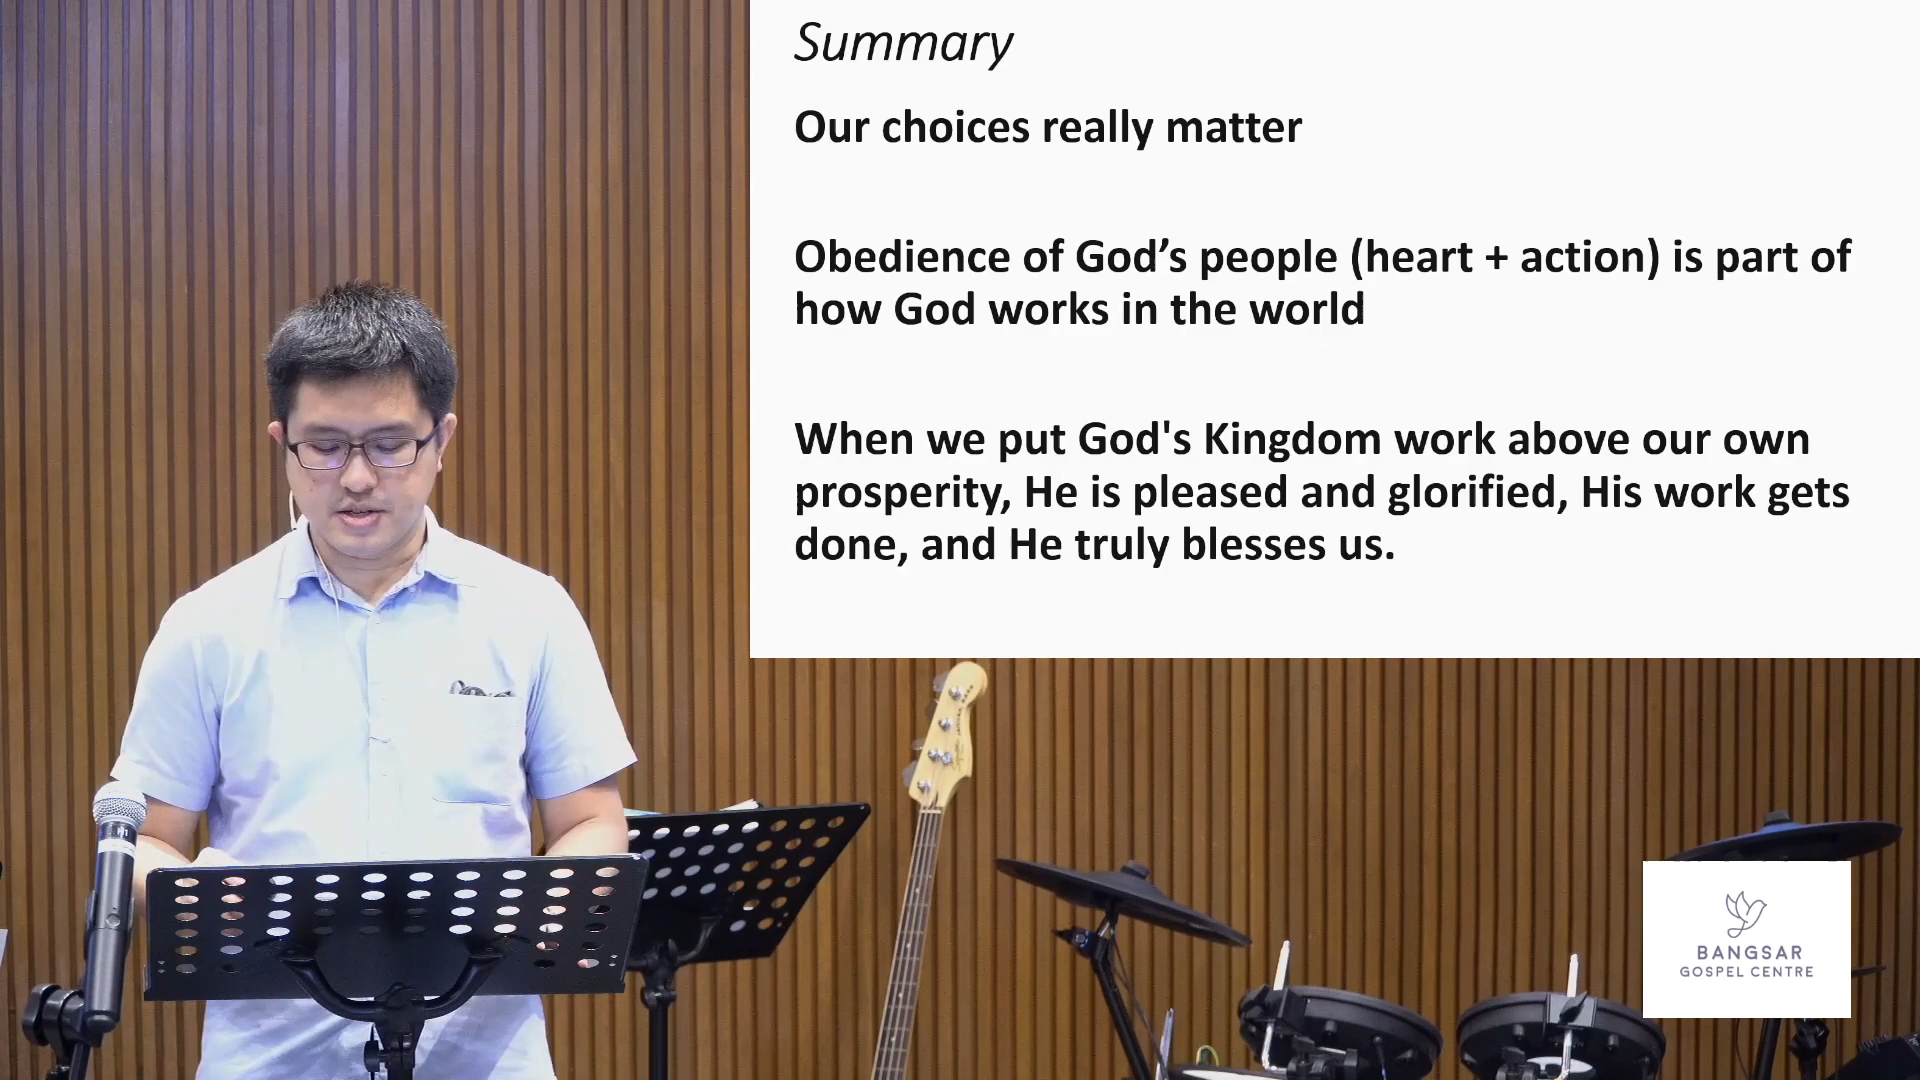 Summary
Our choices really matter
Obedience of God’s people (heart + action) is part of
how God works in the world
When we put God's Kingdom work above our own
prosperity, He is pleased and glorified, His work gets
done, and He truly blesses us.
BANGSAR
GOSPEL CENTRE